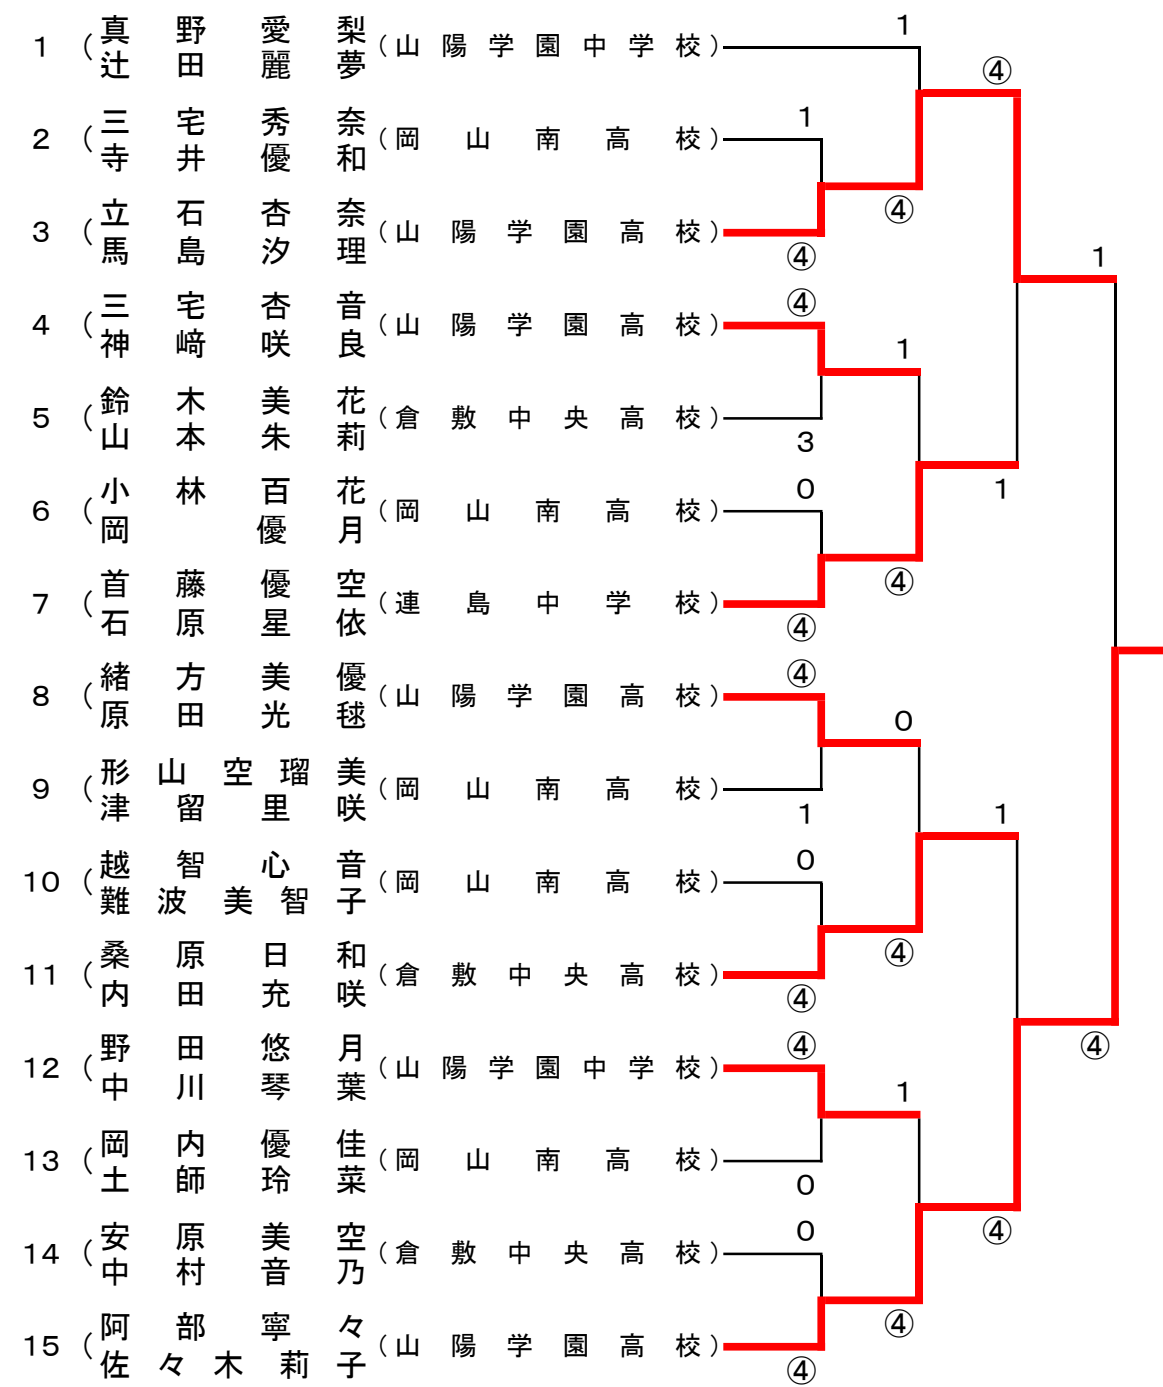 1 ( 真野愛梨 (山陽学園中学校) 1
辻田麗夢
④
2 ( 三宅秀奈 (岡山南高校) 1
寺井優和
④
3 ( 立石杏奈 (山陽学園高校) ④
馬島汐理
1
4 ( 三宅杏音 (山陽学園高校) ④
神﨑咲良
1
5 ( 鈴木美花 (倉敷中央高校) 3
山本朱莉
1
6 ( 小林百花 (岡山南高校) 0
岡優月
④
7 ( 首藤優空 (連島中学校) ④
石原星依
8 ( 緒方美優 (山陽学園高校) ④
原田光毬
0
9 ( 形山空瑠美 (岡山南高校) 1
津留里咲
1
10 ( 越智心音 (岡山南高校) 0
難波美智子
④
11 ( 桑原日和 (倉敷中央高校) ④
内田充咲
④
12 ( 野田悠月 (山陽学園中学校) ④
中川琴葉
1
13 ( 岡内優佳 (岡山南高校) 0
土師玲菜
④
14 ( 安原美空 (倉敷中央高校) 0
中村音乃
④
15 ( 阿部寧々 (山陽学園高校) ④
佐々木莉子